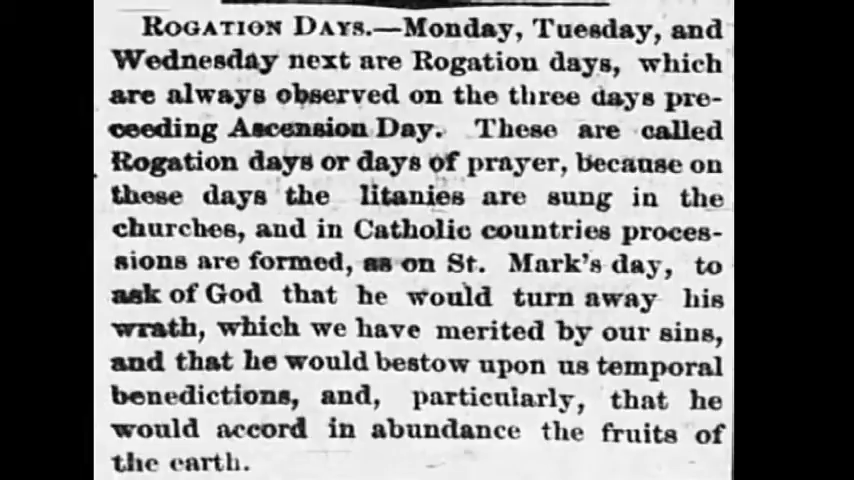 ROGATION DAYS.—Monday, Tuesday, and
Wednesday next are Rogation days, which
are always observed on the three days pre-
ceeding Ascension Day. These are called
Rogation days or days of prayer, because on
these days the litanies are sung in the
churches, and in Catholic countries proces-
sions are formed, as on St. Mark's day, to
ask of God that he would turn away his
wrath, which we have merited by our sins,
and that he would bestow upon us temporal
benedictions, and, particularly, that he
would accord in abundance the fruits of
the earth.